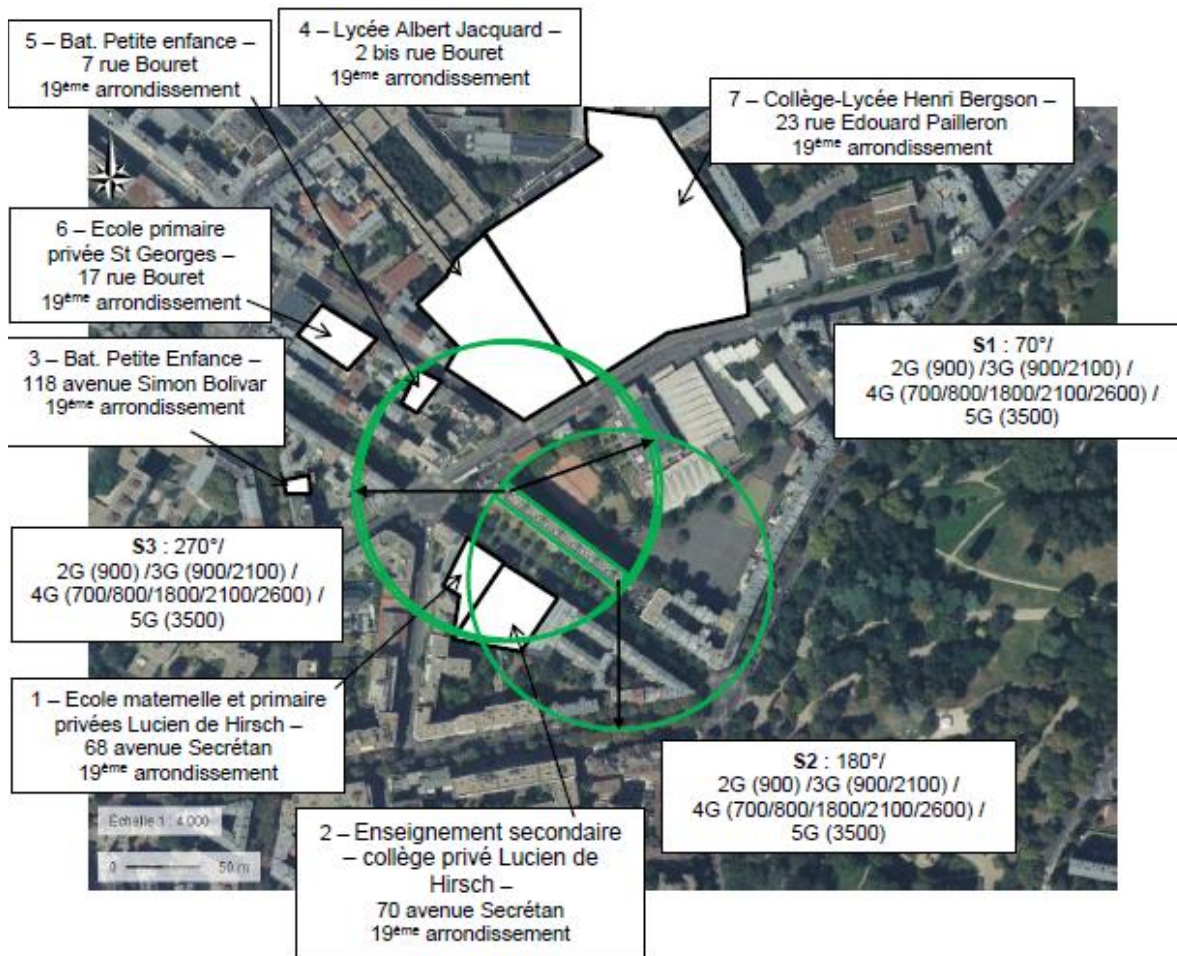 5 – Bat. Petite enfance –
7 rue Bouret
19ème arrondissement
4 – Lycée Albert Jacquard –
2 bis rue Bouret
19ème arrondissement
7 – Collège-Lycée Henri Bergson –
23 rue Edouard Pailleron
19ème arrondissement
6 – Ecole primaire
privée St Georges –
17 rue Bouret
19ème arrondissement
3 – Bat. Petite Enfance –
118 avenue Simon Bolivar
19ème arrondissement
S1 : 70°/
2G (900) /3G (900/2100) /
4G (700/800/1800/2100/2600) /
5G (3500)
S3 : 270°/
2G (900) /3G (900/2100) /
4G (700/800/1800/2100/2600) /
5G (3500)
1 – Ecole maternelle et primaire
privées Lucien de Hirsch –
68 avenue Secrétan
19ème arrondissement
S2 : 180°/
2G (900) /3G (900/2100) /
4G (700/800/1800/2100/2600) /
5G (3500)
2 – Enseignement secondaire
– collège privé Lucien de
Hirsch –
70 avenue Secrétan
19ème arrondissement
Échelle 1 : 4 000
0 50 m